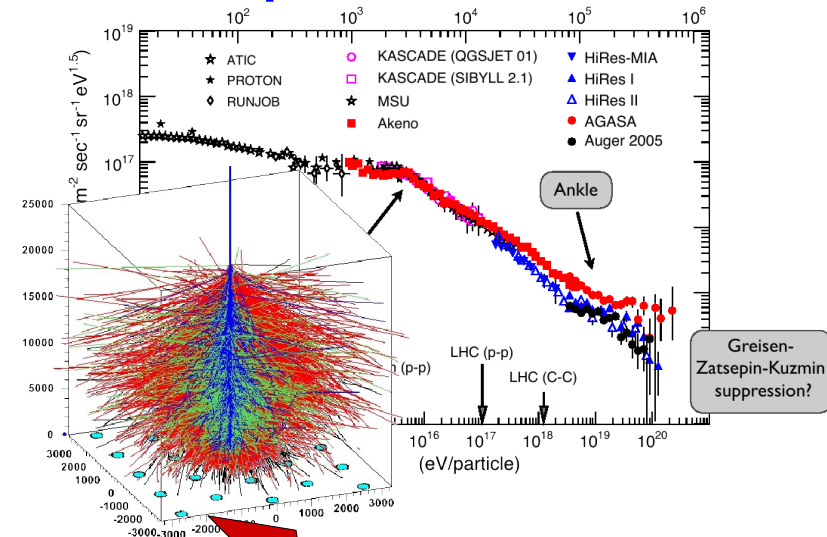 10² 10³ 10⁴ 10⁵ 10⁶
10¹⁹
10¹⁸
10¹⁷
m⁻² sec⁻¹ sr⁻¹ eV¹·⁵)
ATIC
PROTON
RUNJOB
KASCADE (QGSJET 01)
KASCADE (SIBYLL 2.1)
MSU
Akeno
HiRes-MIA
HiRes I
HiRes II
AGASA
Auger 2005
Ankle
Greisen-
Zatsepin-Kuzmin
suppression?
(p-p)
LHC (p-p)
LHC (C-C)
10¹⁶ 10¹⁷ 10¹⁸ 10¹⁹ 10²⁰
(eV/particle)
25000
20000
15000
10000
5000
0
3000
2000
1000
0
-1000
-2000
-3000
-3000
-2000
0
1000
2000
3000